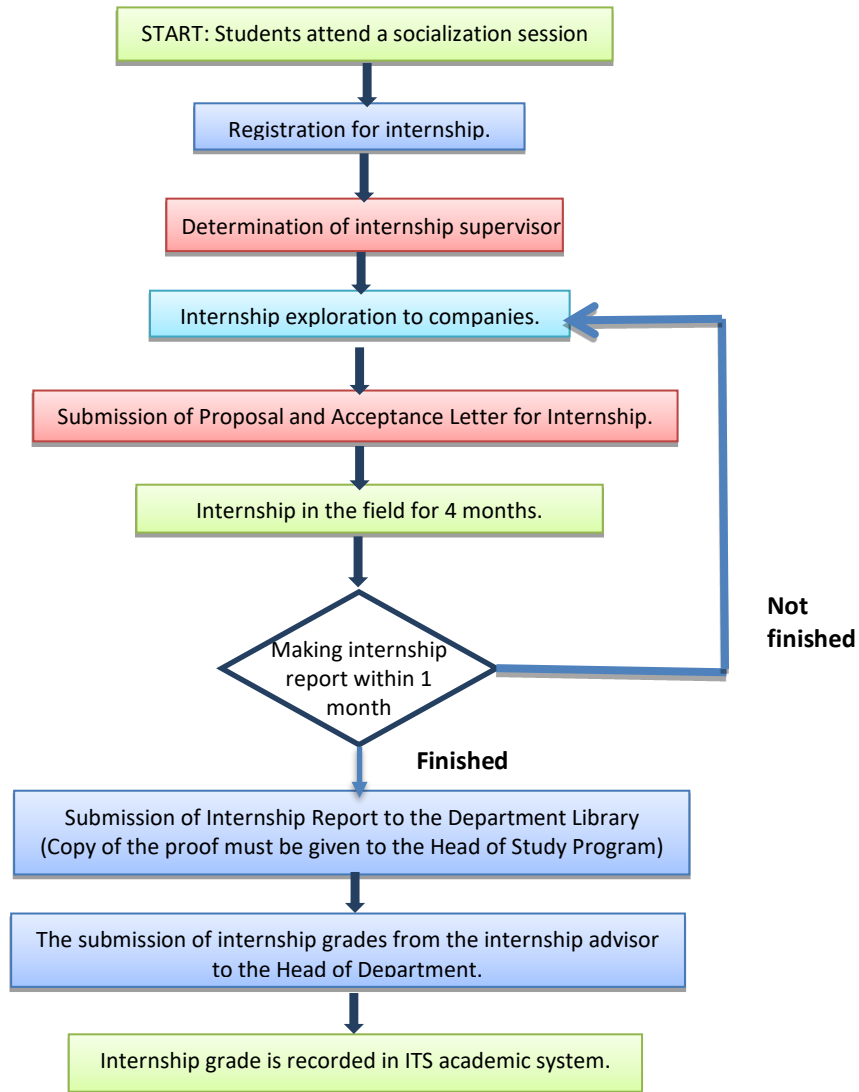 START: Students attend a socialization session
Registration for internship.
Determination of internship supervisor
Internship exploration to companies.
Submission of Proposal and Acceptance Letter for Internship.
Internship in the field for 4 months.
Making internship
report within 1
month
Not
finished
Finished
Submission of Internship Report to the Department Library
(Copy of the proof must be given to the Head of Study Program)
The submission of internship grades from the internship advisor
to the Head of Department.
Internship grade is recorded in ITS academic system.